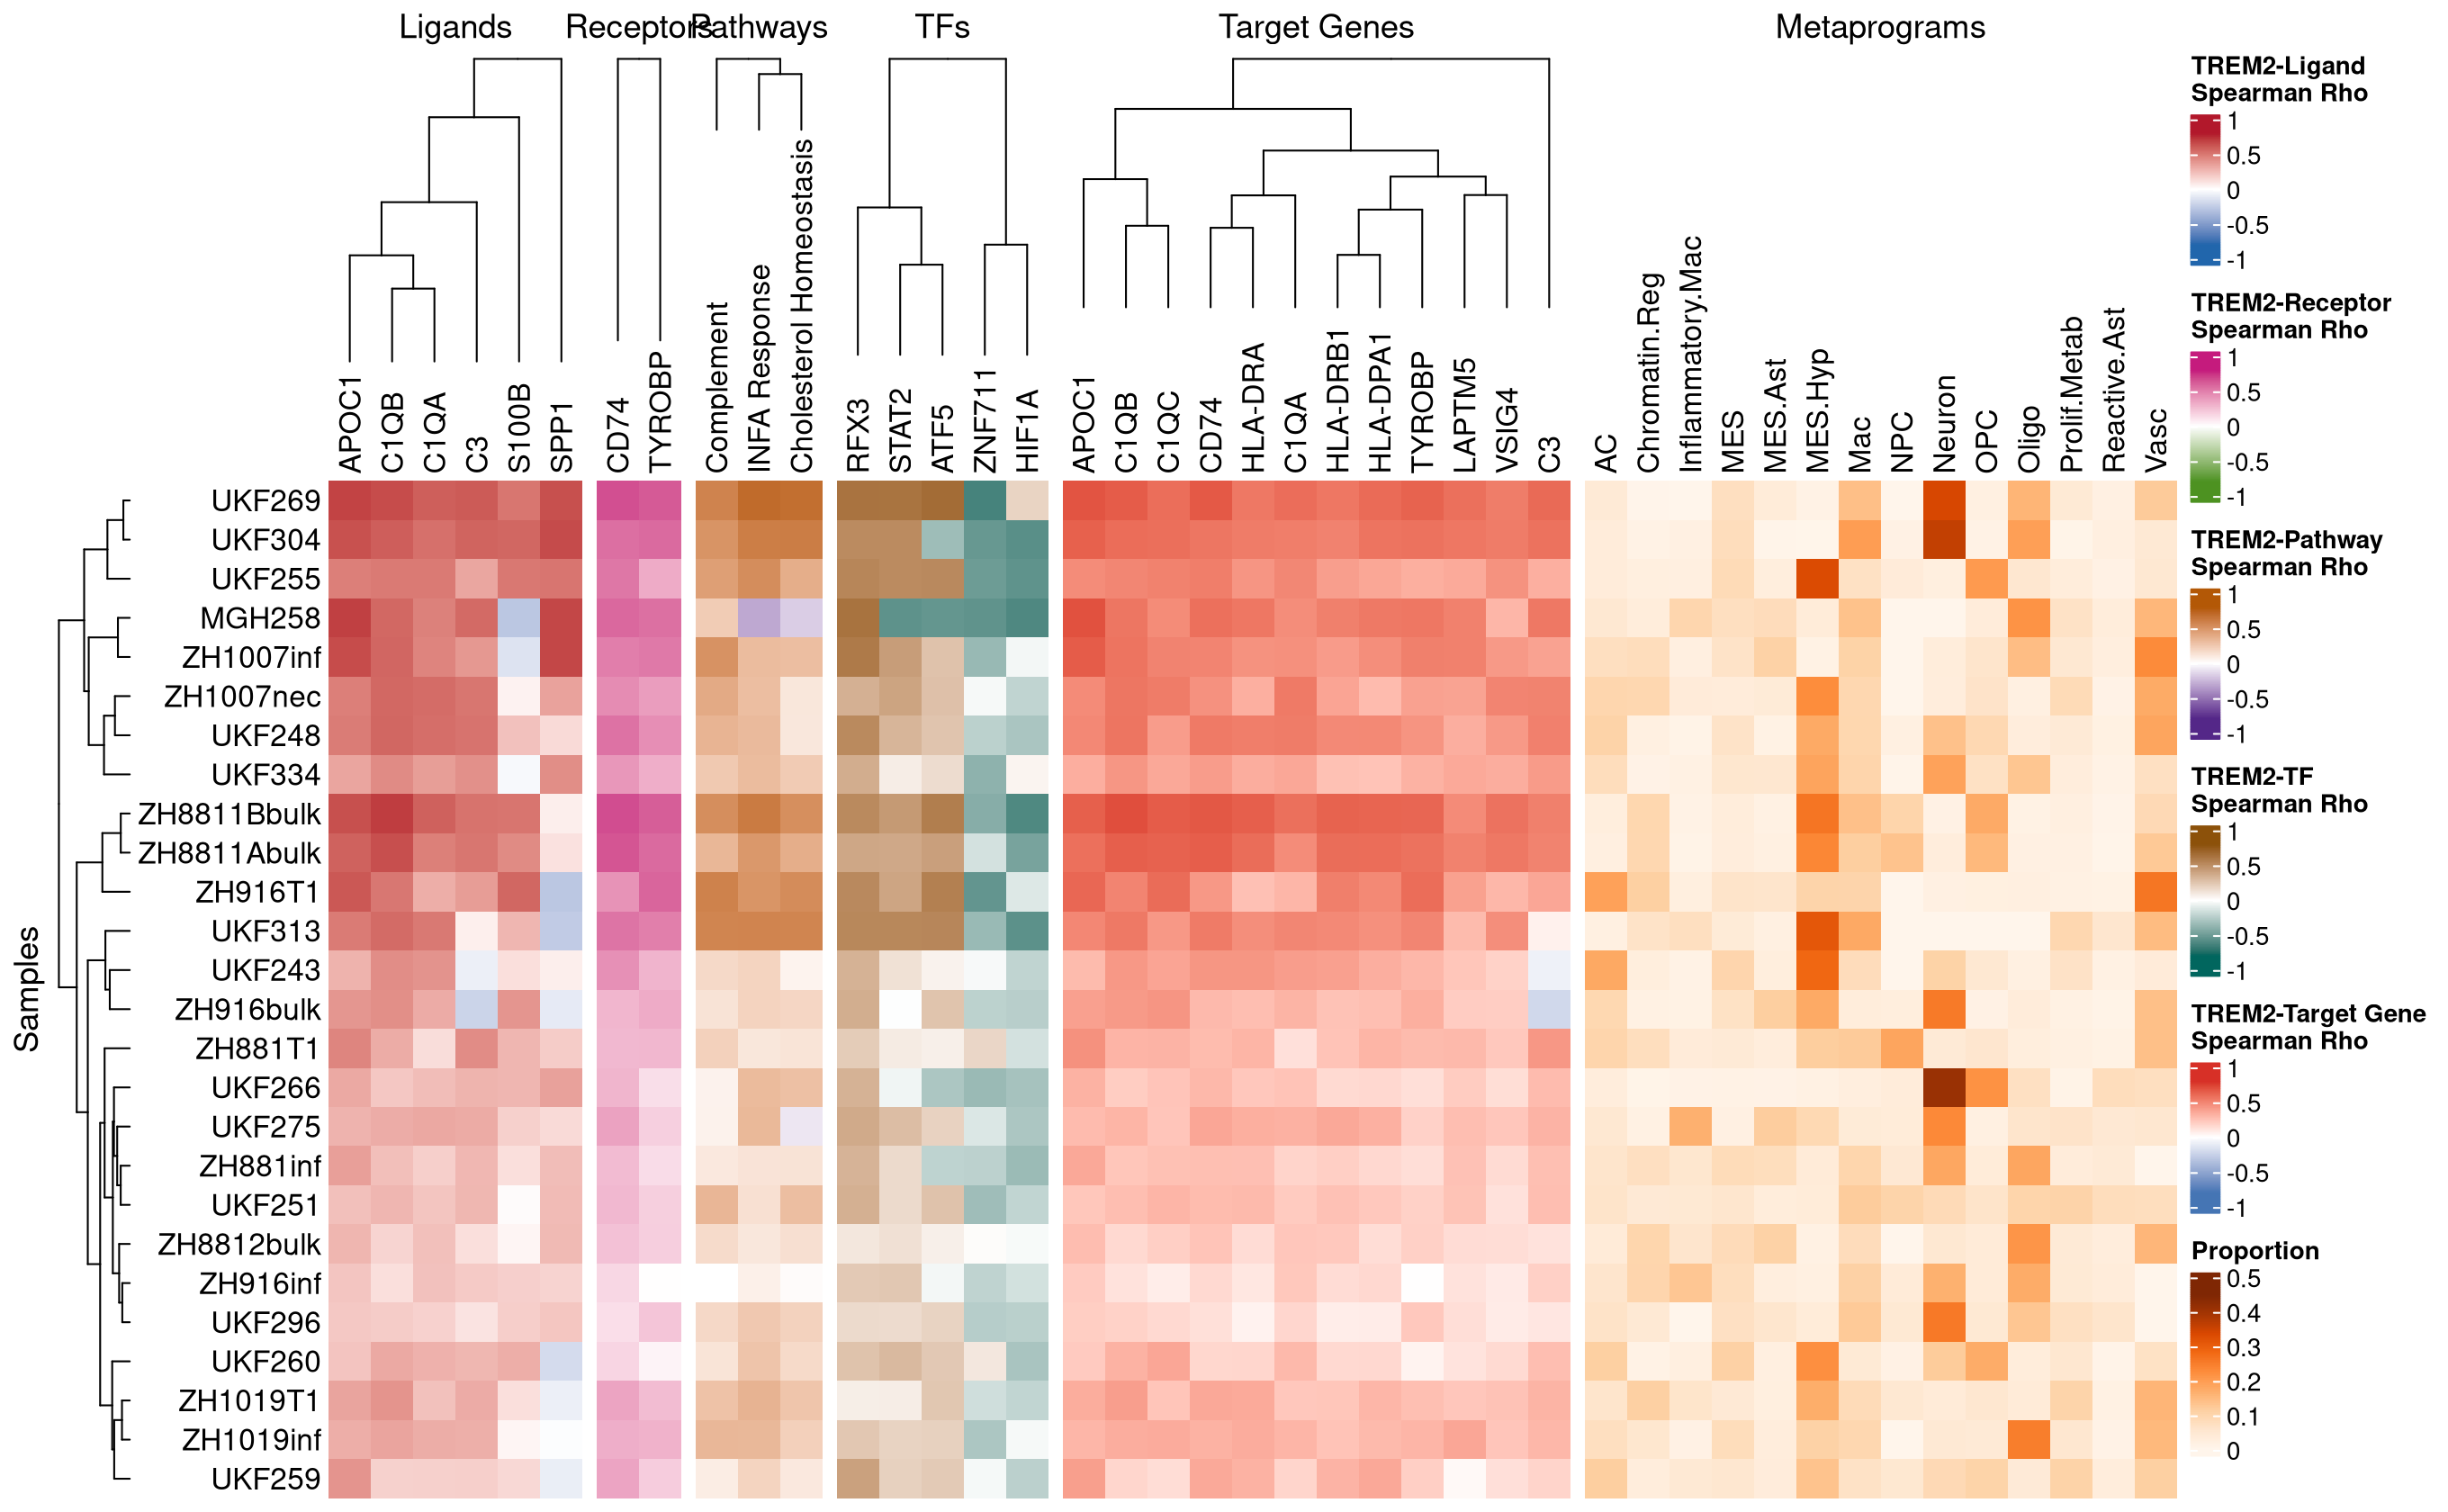 Ligands
Receptors
Pathways
TFs
Target Genes
Metaprograms
APOC1
C1QB
C1QA
C3
S100B
SPP1
CD74
TYROBP
Complement
INFA Response
Cholesterol Homeostasis
RFX3
STAT2
ATF5
ZNF711
HIF1A
APOC1
C1QB
C1QC
CD74
HLA-DRA
C1QA
HLA-DRB1
HLA-DPA1
TYROBP
LAPTM5
VSIG4
C3
AC
Chromatin.Reg
Inflammatory.Mac
MES
MES.Ast
MES.Hyp
Mac
NPC
Neuron
OPC
Oligo
Prolif.Metab
Reactive.Ast
Vasc
Samples
UKF269
UKF304
UKF255
MGH258
ZH1007inf
ZH1007nec
UKF248
UKF334
ZH8811Bbulk
ZH8811Abulk
ZH916T1
UKF313
UKF243
ZH916bulk
ZH881T1
UKF266
UKF275
ZH881inf
UKF251
ZH8812bulk
ZH916inf
UKF296
UKF260
ZH1019T1
ZH1019inf
UKF259
TREM2-Ligand
Spearman Rho
1
0.5
0
-0.5
-1
TREM2-Receptor
Spearman Rho
1
0.5
0
-0.5
-1
TREM2-Pathway
Spearman Rho
1
0.5
0
-0.5
-1
TREM2-TF
Spearman Rho
1
0.5
0
-0.5
-1
TREM2-Target Gene
Spearman Rho
1
0.5
0
-0.5
-1
Proportion
0.5
0.4
0.3
0.2
0.1
0